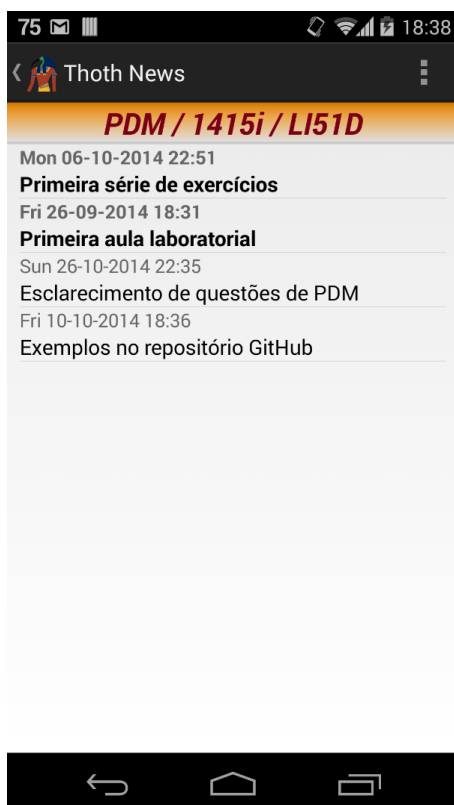 75 18:38
Thoth News
PDM / 1415i / LI51D
Mon 06-10-2014 22:51
Primeira série de exercícios
Fri 26-09-2014 18:31
Primeira aula laboratorial
Sun 26-10-2014 22:35
Esclarecimento de questões de PDM
Fri 10-10-2014 18:36
Exemplos no repositório GitHub